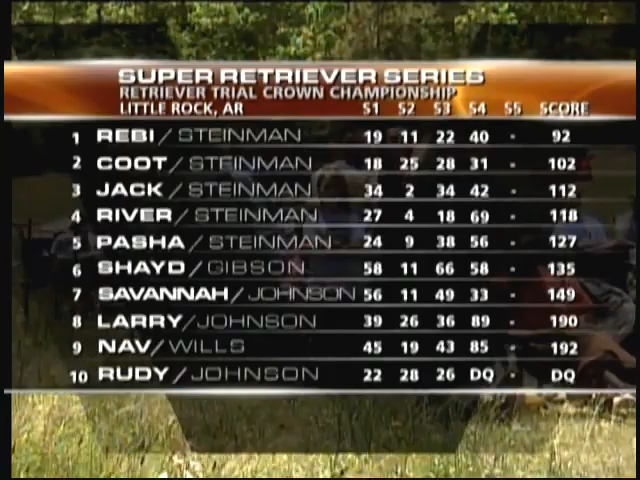 SUPER RETRIEVER SERIES
RETRIEVER TRIAL CROWN CHAMPIONSHIP
LITTLE ROCK, AR S1 S2 S3 S4 S5 SCORE
1 REBI/STEINMAN 19 11 22 40 - 92
2 COOT/STEINMAN 18 25 28 31 - 102
3 JACK/STEINMAN 34 2 34 42 - 112
4 RIVER/STEINMAN 27 4 18 69 - 118
5 PASHA/STEINMAN 24 9 38 56 - 127
6 SHAYD/GIBSON 58 11 66 58 - 135
7 SAVANNAH/JOHNSON 56 11 49 33 - 149
8 LARRY/JOHNSON 39 26 36 89 - 190
9 NAV/WILLS 45 19 43 85 - 192
10 RUDY/JOHNSON 22 28 26 DQ - DQ